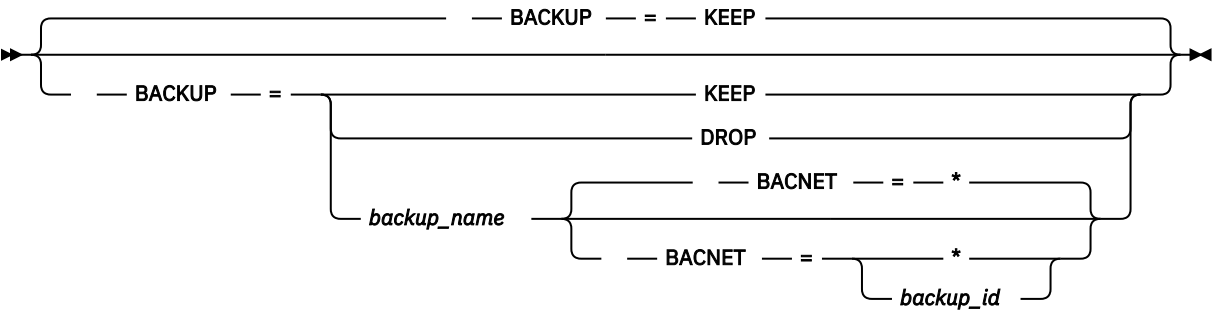 BACKUP = KEEP
BACKUP = KEEP
DROP
BACNET = *
backup_name
BACNET = *
backup_id